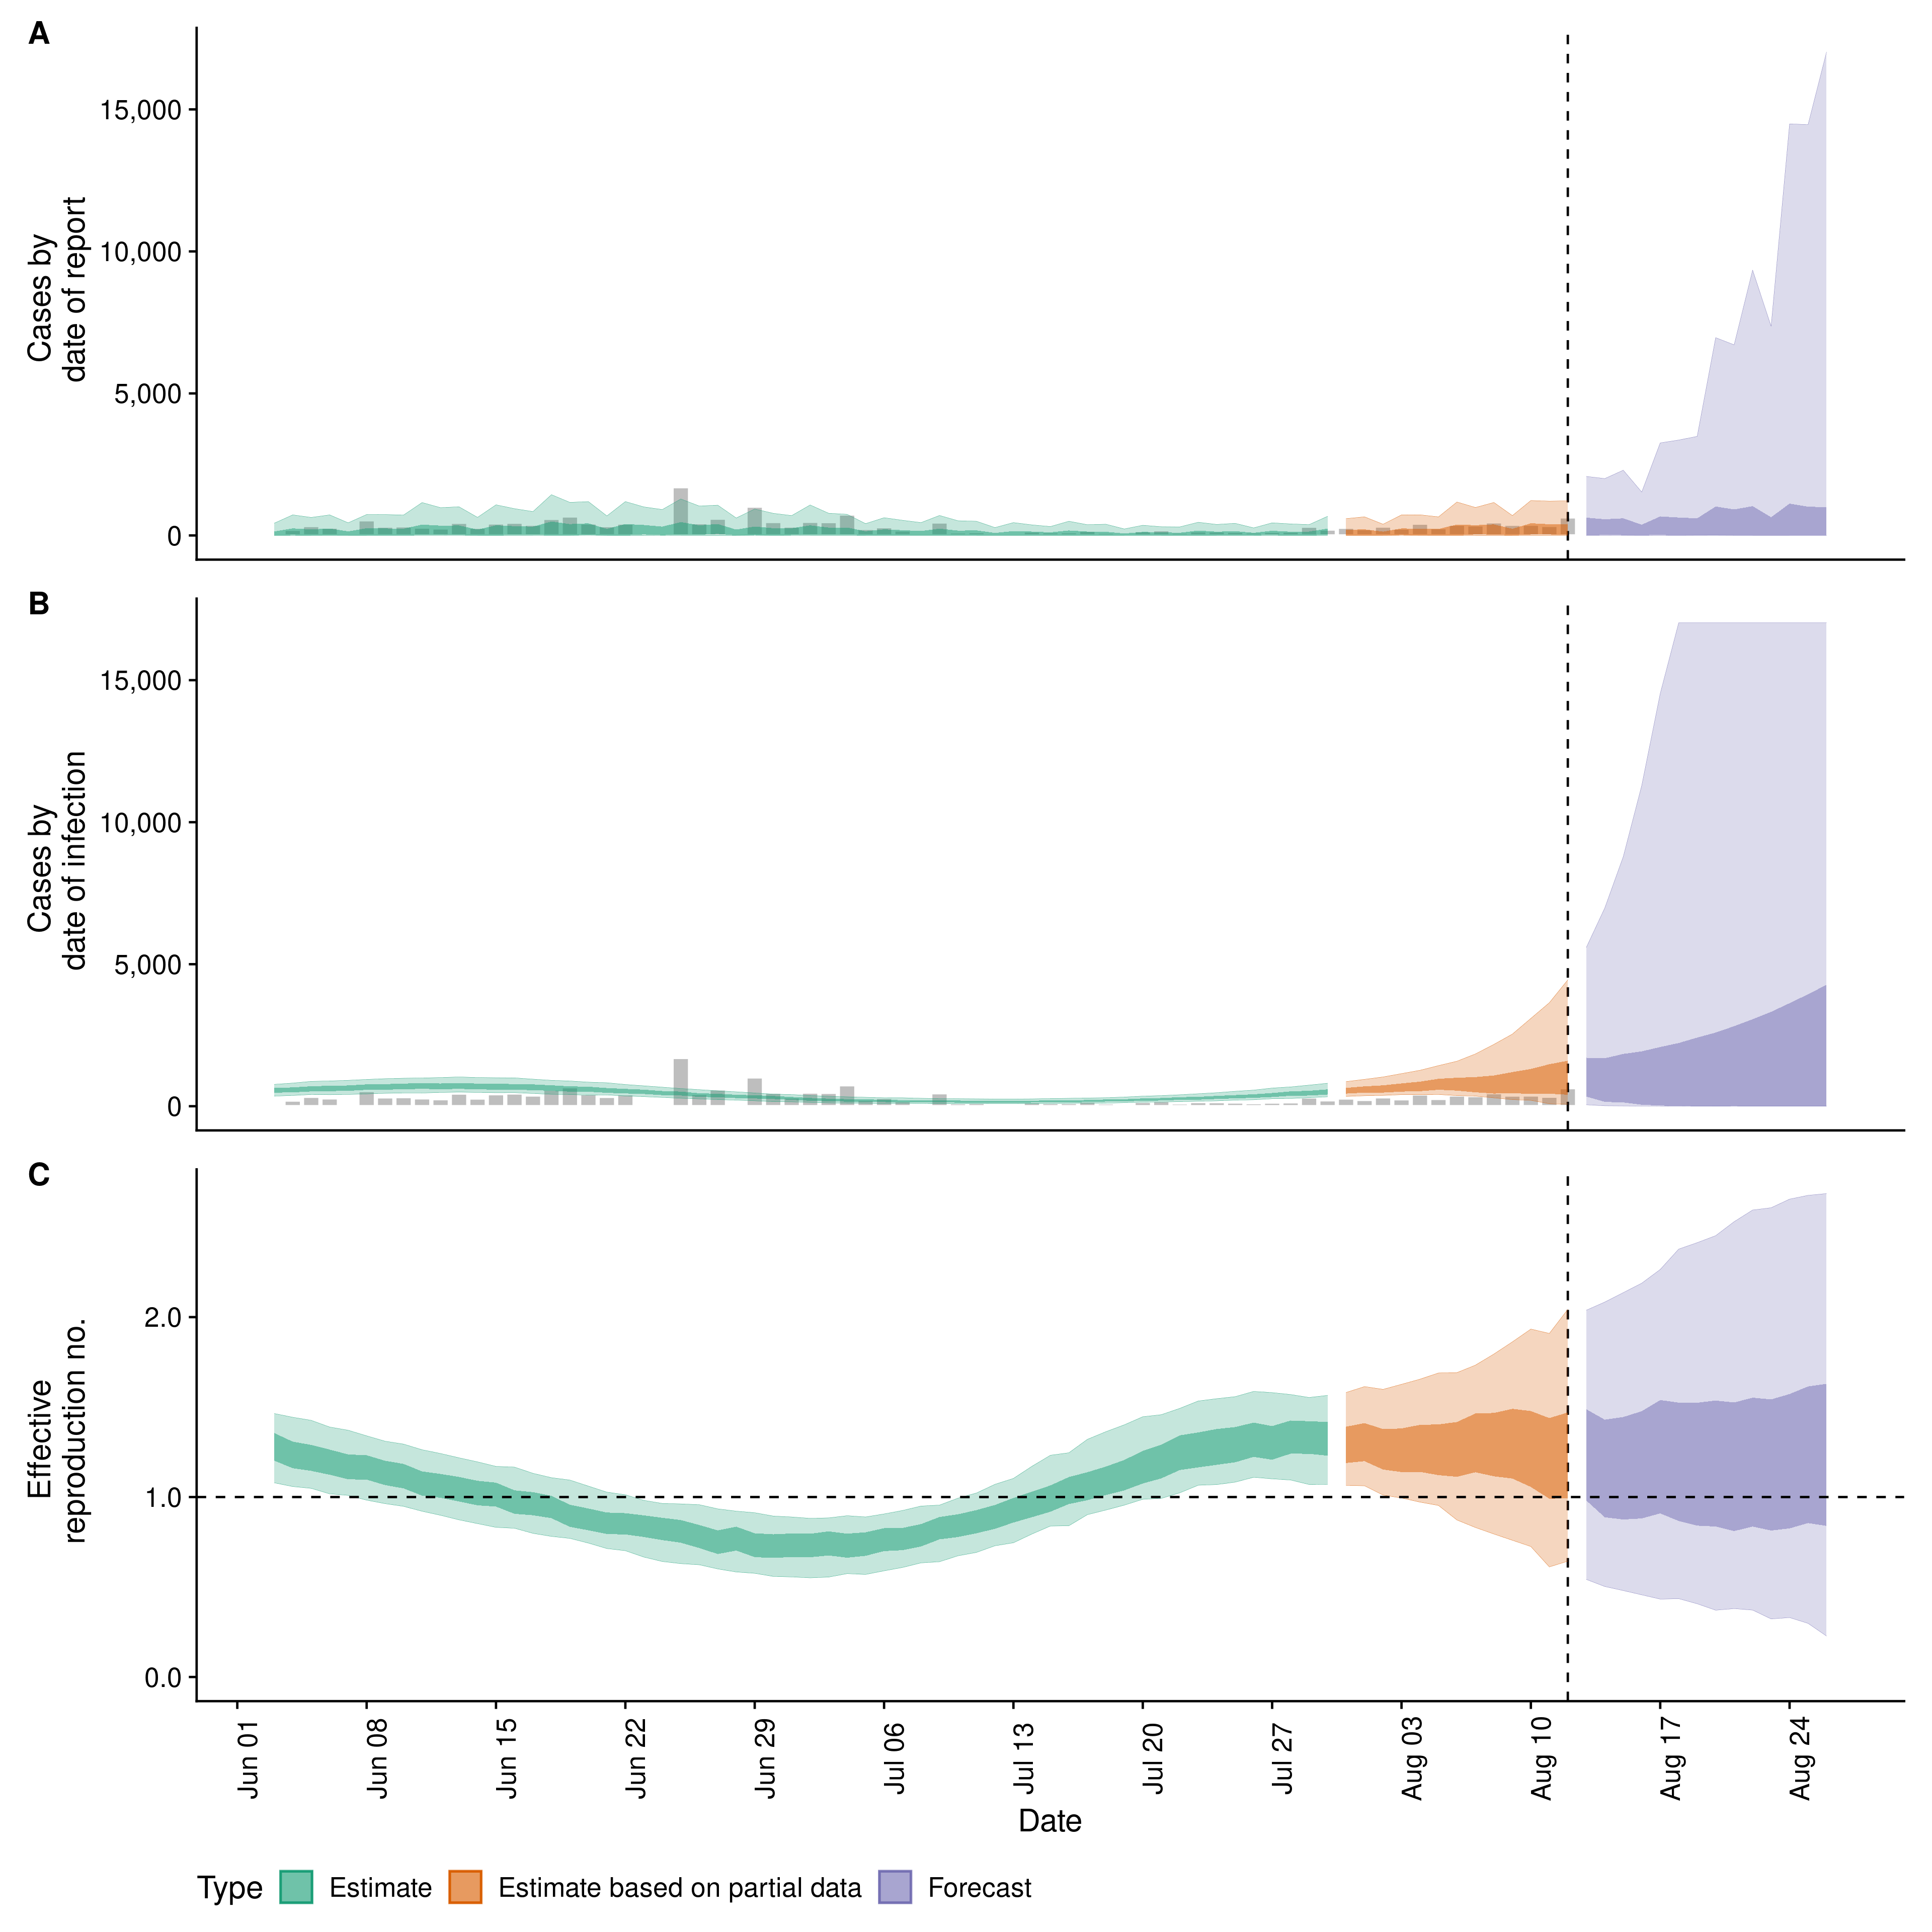 A
Cases by
date of report
15,000
10,000
5,000
0
B
Cases by
date of infection
15,000
10,000
5,000
0
C
Effective
reproduction no.
2.0
1.0
0.0
Jun 01
Jun 08
Jun 15
Jun 22
Jun 29
Jul 06
Jul 13
Jul 20
Jul 27
Aug 03
Aug 10
Aug 17
Aug 24
Date
Type Estimate Estimate based on partial data Forecast